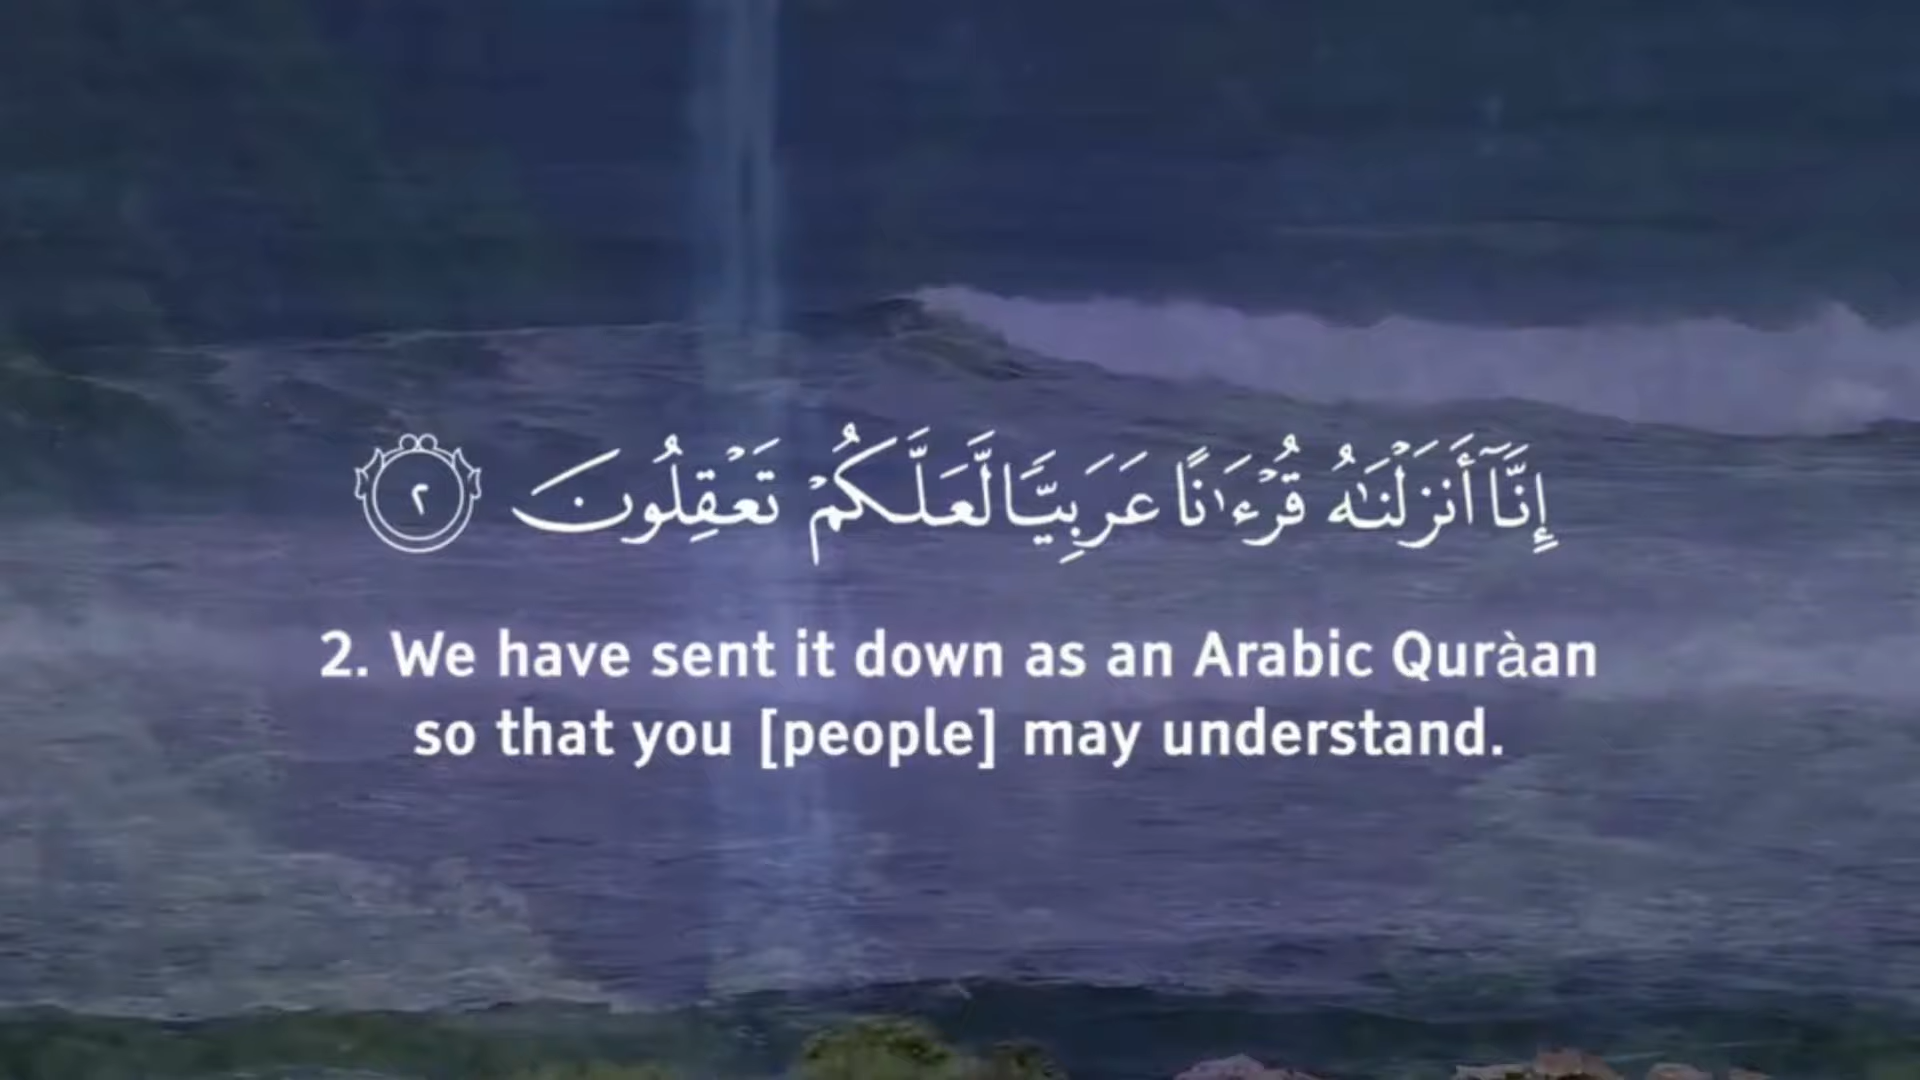 إِنَّآ أَنزَلْنَٰهُ قُرْءَٰنًا عَرَبِيًّا لَّعَلَّكُمْ تَعْقِلُونَ ٢
2. We have sent it down as an Arabic Quràan
so that you [people] may understand.